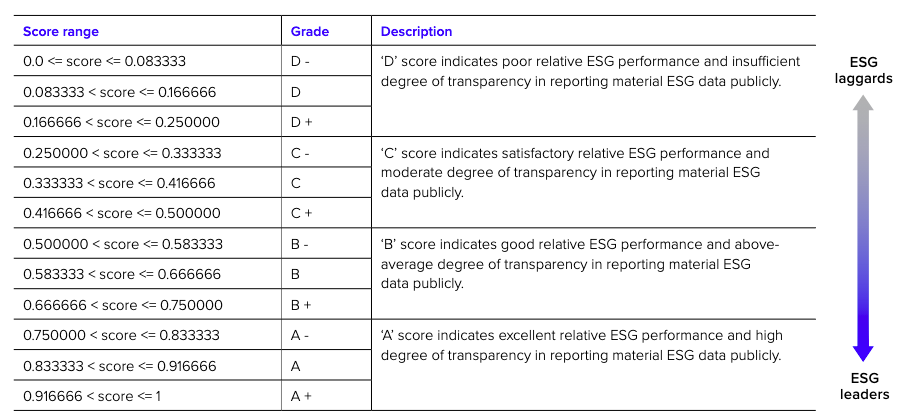 Score range Grade Description
0.0 <= score <= 0.083333 D - ‘D’ score indicates poor relative ESG performance and insufficient
degree of transparency in reporting material ESG data publicly.
0.083333 < score <= 0.166666 D
0.166666 < score <= 0.250000 D +
0.250000 < score <= 0.333333 C - ‘C’ score indicates satisfactory relative ESG performance and
moderate degree of transparency in reporting material ESG
data publicly.
0.333333 < score <= 0.416666 C
0.416666 < score <= 0.500000 C +
0.500000 < score <= 0.583333 B - ‘B’ score indicates good relative ESG performance and above-
average degree of transparency in reporting material ESG
data publicly.
0.583333 < score <= 0.666666 B
0.666666 < score <= 0.750000 B +
0.750000 < score <= 0.833333 A - ‘A’ score indicates excellent relative ESG performance and high
degree of transparency in reporting material ESG data publicly.
0.833333 < score <= 0.916666 A
0.916666 < score <= 1 A +
ESG
laggards
ESG
leaders